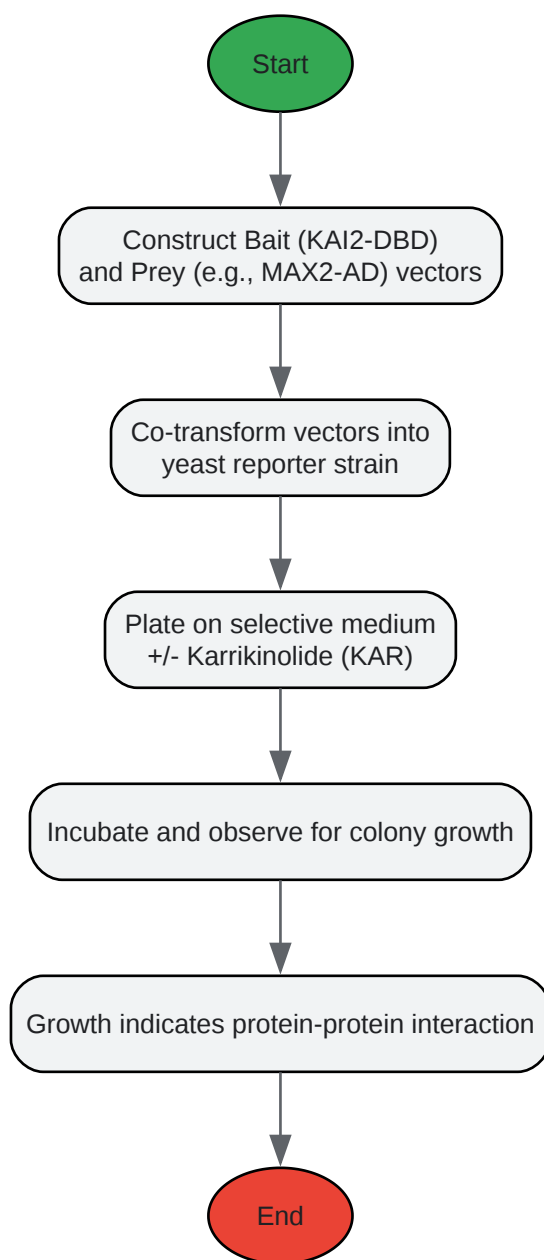 Start
Construct Bait (KAI2-DBD)
and Prey (e.g., MAX2-AD) vectors
Co-transform vectors into
yeast reporter strain
Plate on selective medium
+/- Karrikinolide (KAR)
Incubate and observe for colony growth
Growth indicates protein-protein interaction
End